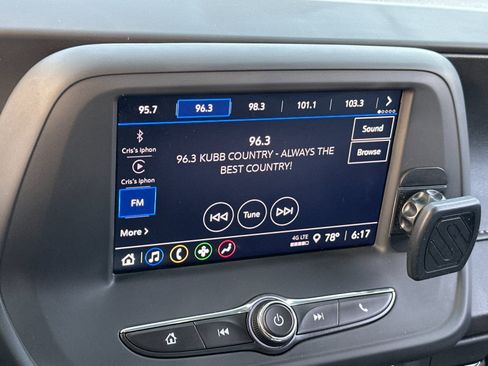 95.7 96.3 98.3 101.1 103.3
Cris's iphon
Cris's iphon
FM
More
96.3
96.3 KUBB COUNTRY - ALWAYS THE
BEST COUNTRY!
Tune
Sound
Browse
4G LTE 78° 6:17